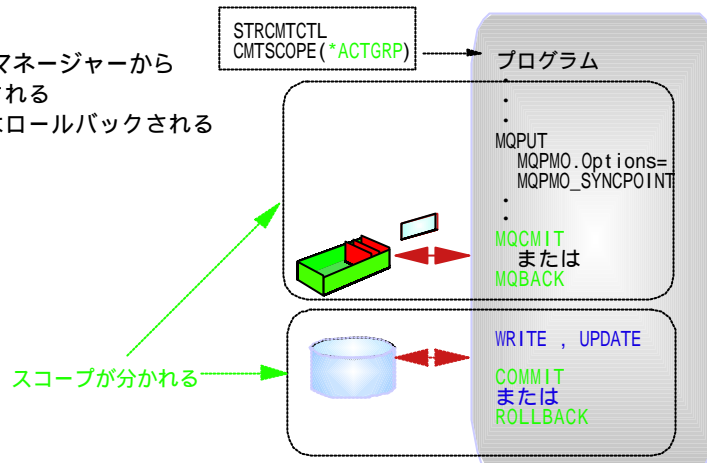 STRCMTCTL
CMTSCOPE(*ACTGRP)
マネージャーから
される
はロールバックされる
プログラム
.
.
.
MQPUT
MQPMO.Options=
MQPMO_SYNCPOINT
.
.
MQCMIT
または
MQBACK
WRITE , UPDATE
COMMIT
または
ROLLBACK
スコープが分かれる